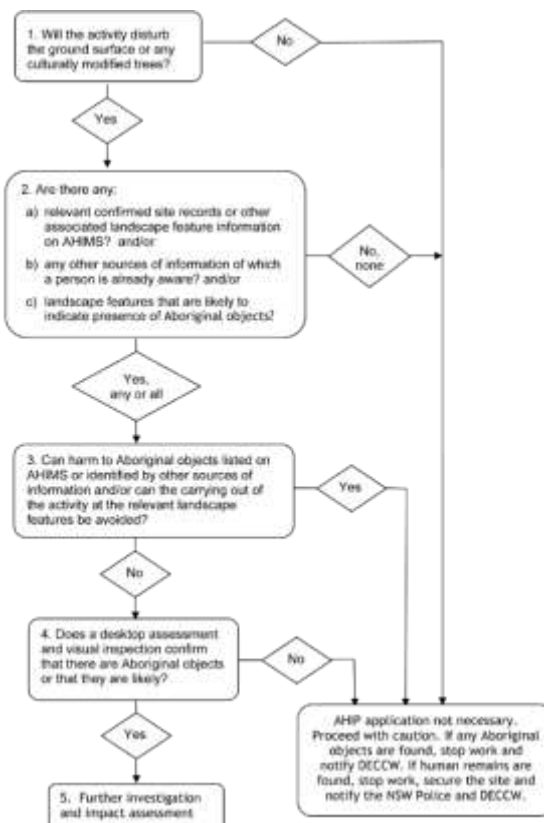 1. Will the activity disturb
the ground surface or any
culturally modified trees?
No
Yes
2. Are there any:
a) relevant confirmed site records or other
associated landscape feature information
on AHIMS? and/or
b) any other sources of information of which
a person is already aware? and/or
c) landscape features that are likely to
indicate presence of Aboriginal objects?
No,
none
Yes,
any or all
3. Can harm to Aboriginal objects listed on
AHIMS or identified by other sources of
information and/or can the carrying out of
the activity at the relevant landscape
features be avoided?
Yes
No
4. Does a desktop assessment
and visual inspection confirm
that there are Aboriginal objects
or that they are likely?
No
Yes
AHIP application not necessary.
Proceed with caution. If any Aboriginal
objects are found, stop work and
notify DECCW. If human remains are
found, stop work, secure the site and
notify the NSW Police and DECCW.
5. Further investigation
and impact assessment